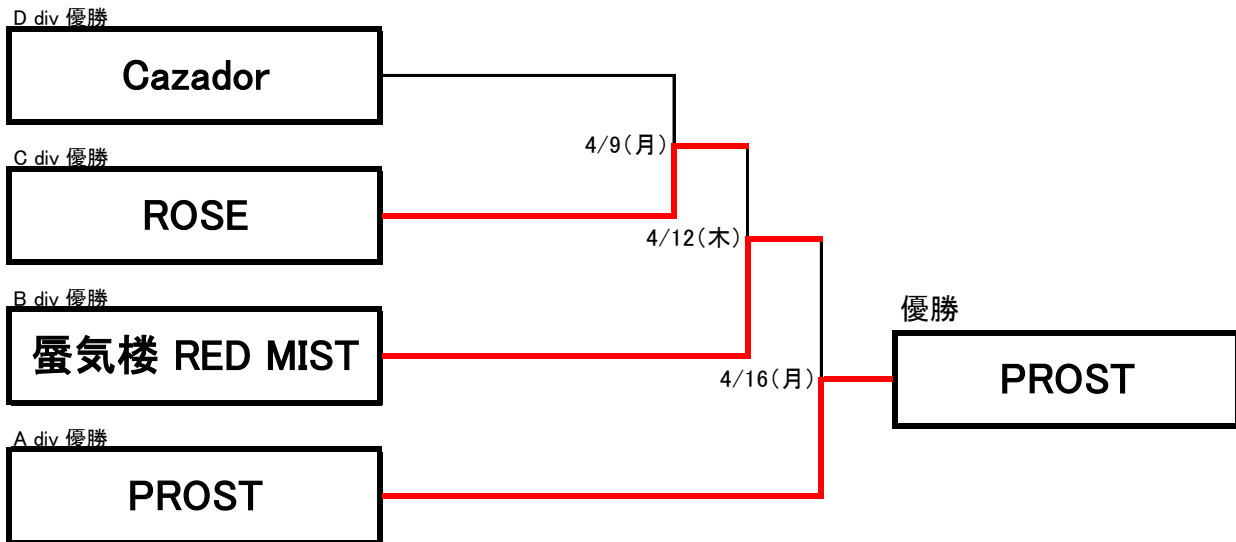 D div 優勝
Cazador
4/9(月)
C div 優勝
ROSE
4/12(木)
B div 優勝
蜃気楼 RED MIST
優勝
PROST
4/16(月)
A div 優勝
PROST